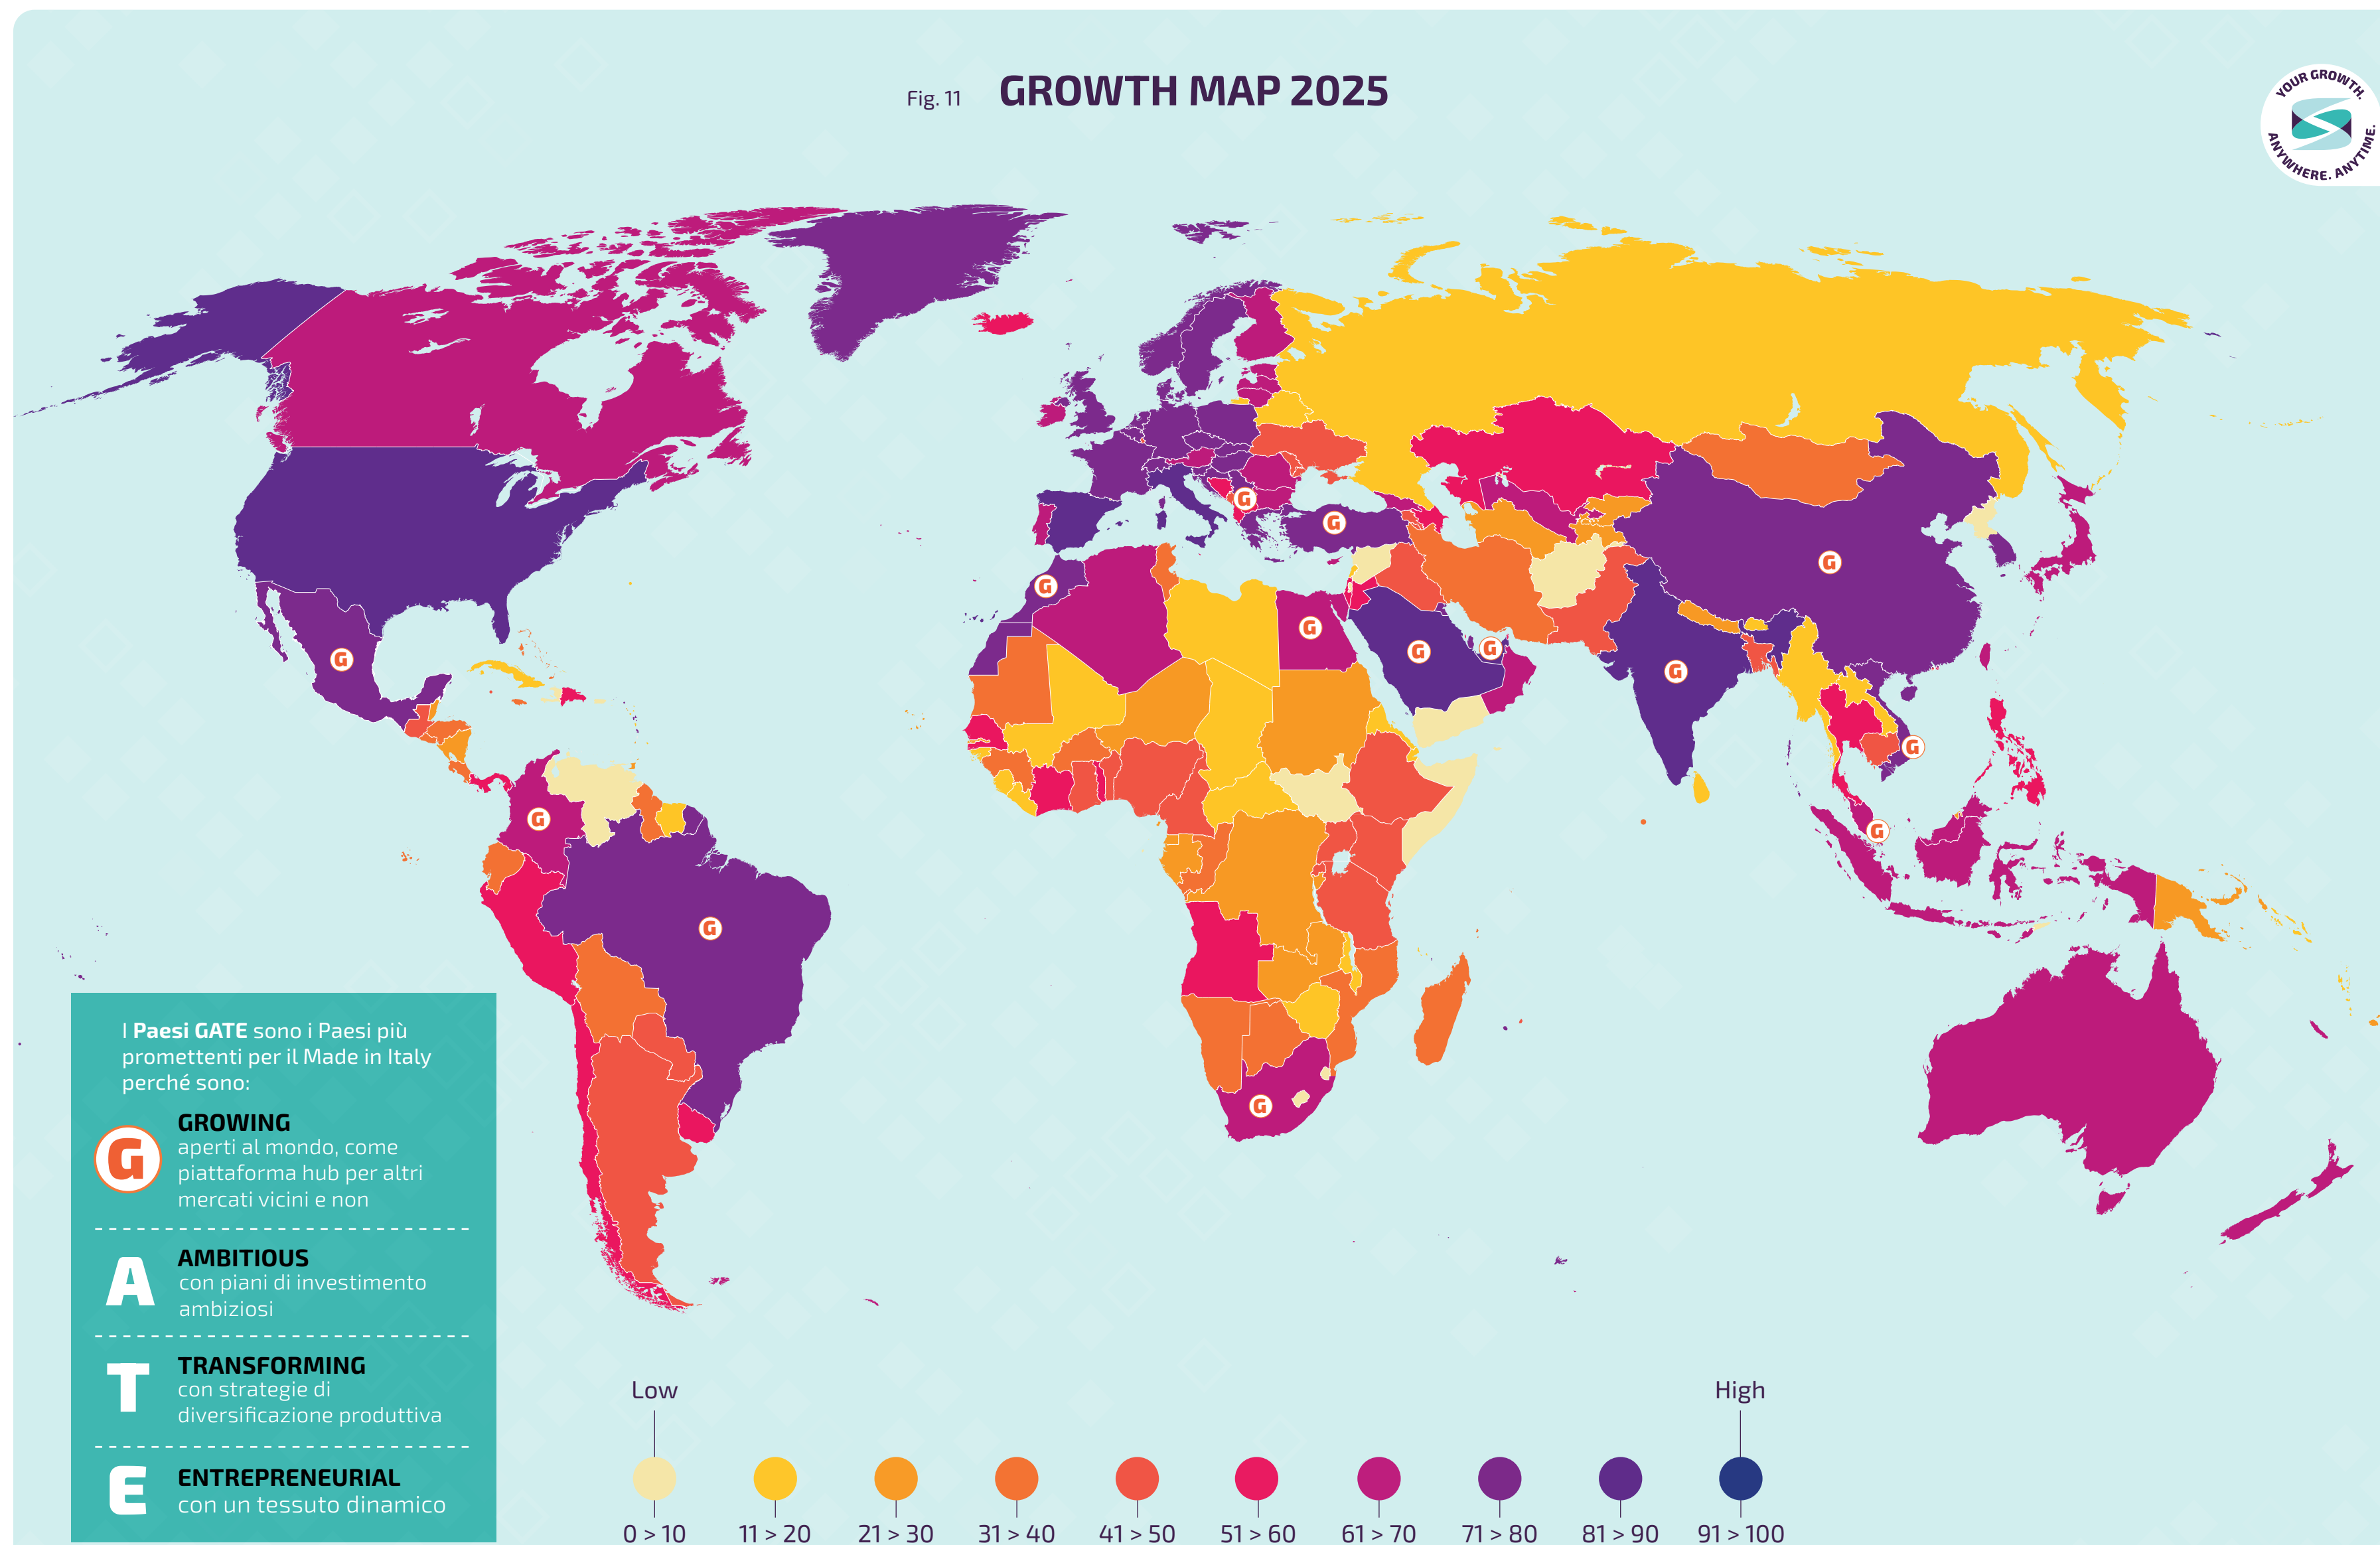 Fig. 11 GROWTH MAP 2025
YOUR GROWTH.
ANYWHERE. ANYTIME.
G
G
G
G
G
G
G
G
G
G
G
G
G
G
I Paesi GATE sono i Paesi più
promettenti per il Made in Italy
perché sono:
G
GROWING
aperti al mondo, come
piattaforma hub per altri
mercati vicini e non
A
AMBITIOUS
con piani di investimento
ambiziosi
T
TRANSFORMING
con strategie di
diversificazione produttiva
E
ENTREPRENEURIAL
con un tessuto dinamico
Low High
0 > 10 11 > 20 21 > 30 31 > 40 41 > 50 51 > 60 61 > 70 71 > 80 81 > 90 91 > 100